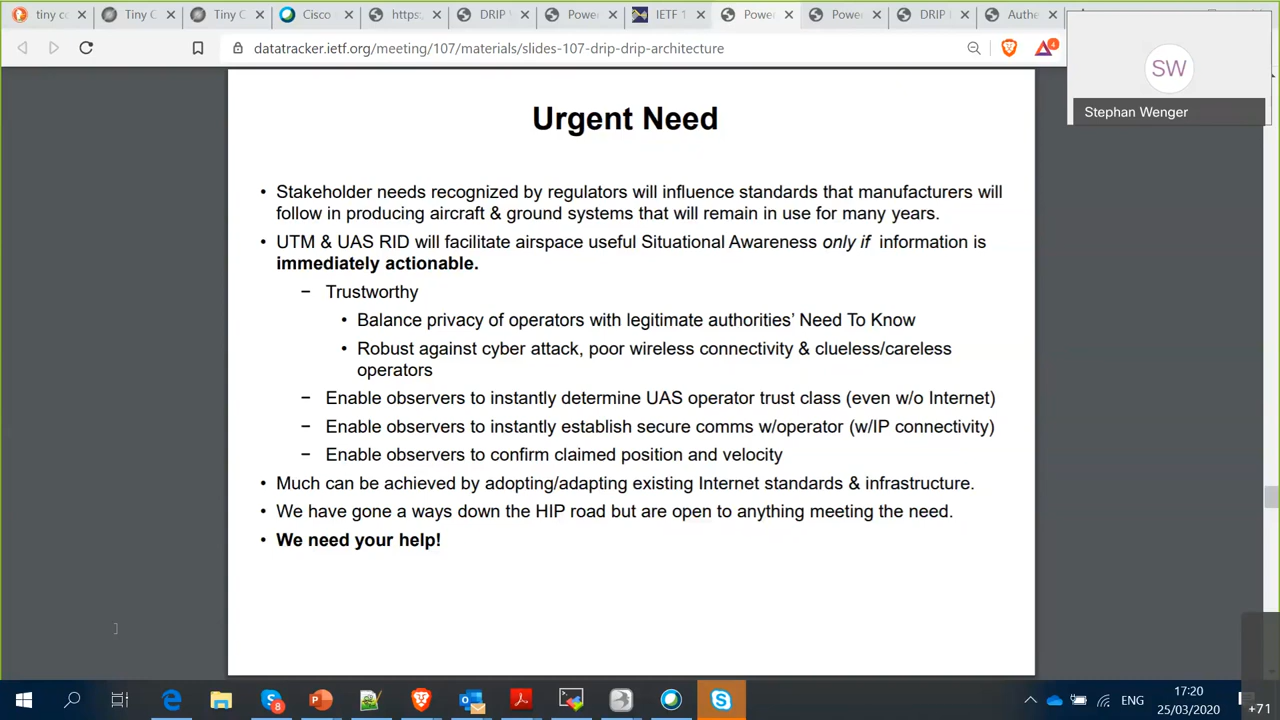 tiny cc
Tiny C
Tiny C
Cisco
https:
DRIP V
Power
IETF 1
Power
Power
DRIP I
Authe
datatracker.ietf.org/meeting/107/materials/slides-107-drip-drip-architecture
4
SW
Stephan Wenger
Urgent Need
• Stakeholder needs recognized by regulators will influence standards that manufacturers will
follow in producing aircraft & ground systems that will remain in use for many years.
• UTM & UAS RID will facilitate airspace useful Situational Awareness only if information is
immediately actionable.
− Trustworthy
• Balance privacy of operators with legitimate authorities’ Need To Know
• Robust against cyber attack, poor wireless connectivity & clueless/careless
operators
− Enable observers to instantly determine UAS operator trust class (even w/o Internet)
− Enable observers to instantly establish secure comms w/operator (w/IP connectivity)
− Enable observers to confirm claimed position and velocity
• Much can be achieved by adopting/adapting existing Internet standards & infrastructure.
• We have gone a ways down the HIP road but are open to anything meeting the need.
• We need your help!
8
ENG
17:20
25/03/2020
+71